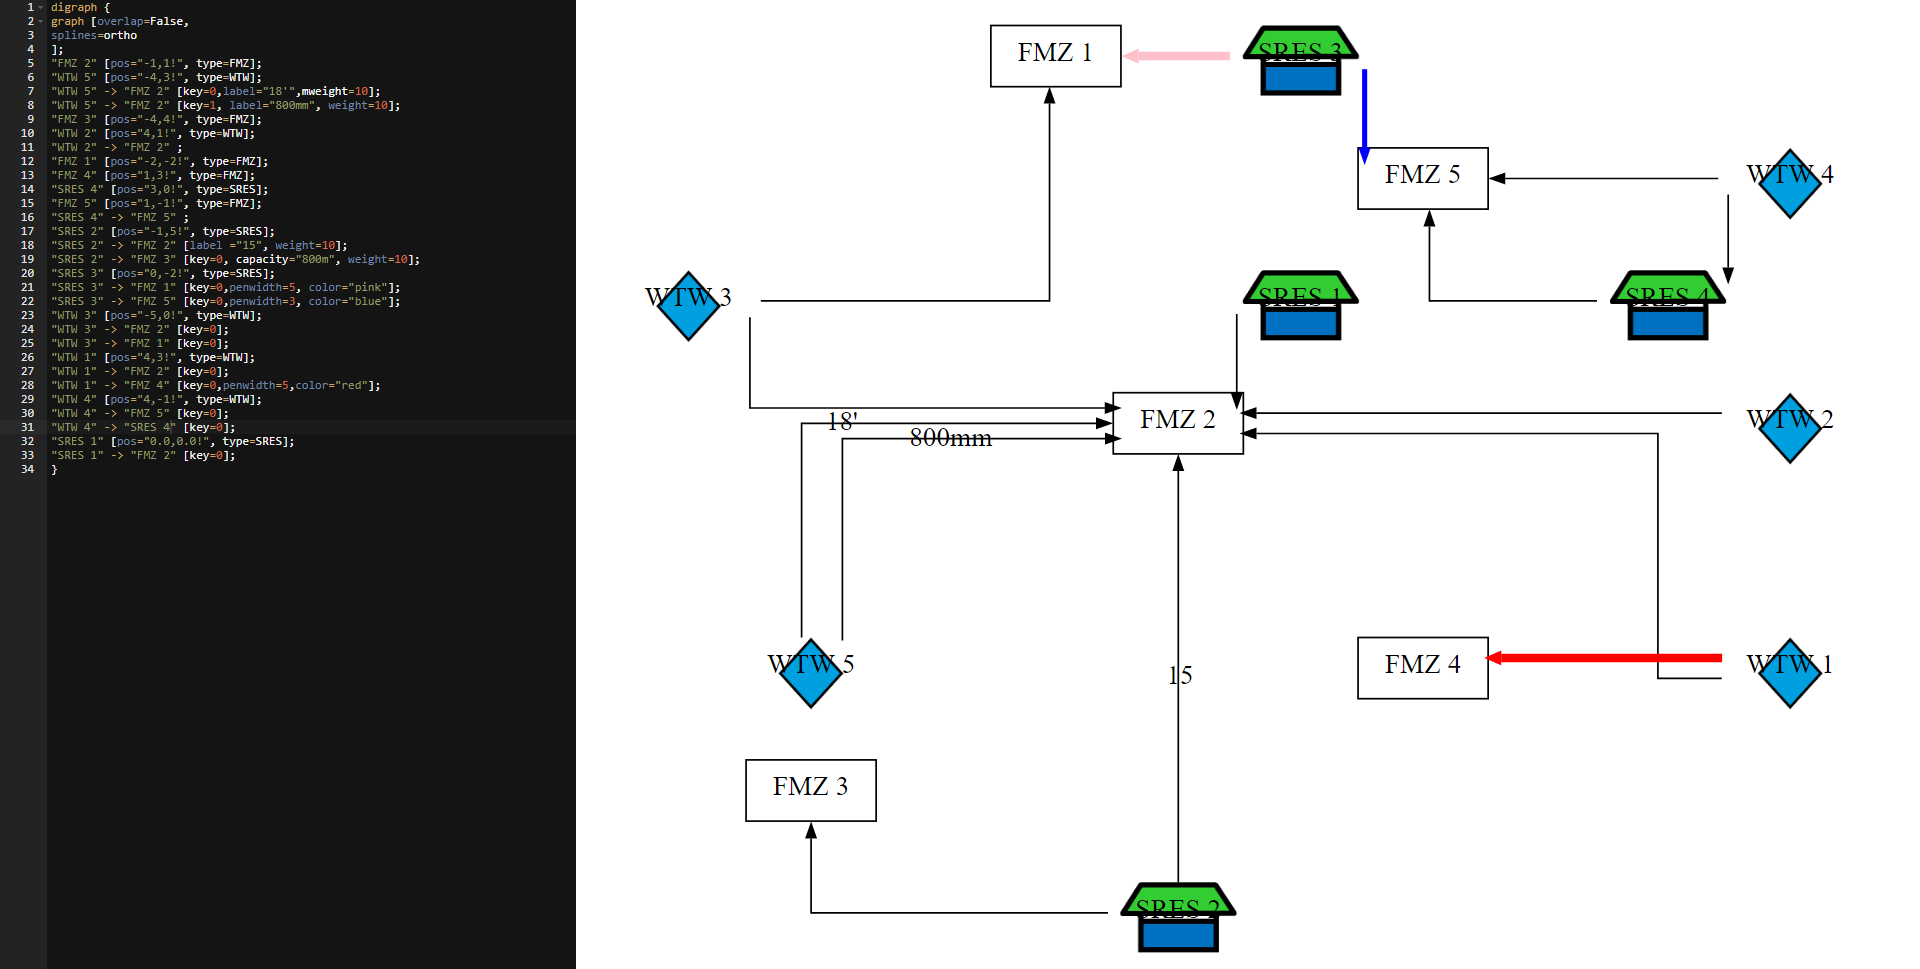 1 digraph {
2 graph [overlap=False,
3 splines=ortho
4 ];
5 "FMZ 2" [pos="-1,1!", type=FMZ];
6 "WTW 5" [pos="-4,3!", type=WTW];
7 "WTW 5" -> "FMZ 2" [key=0,label="18'",mweight=10];
8 "WTW 5" -> "FMZ 2" [key=1, label="800mm", weight=10];
9 "FMZ 3" [pos="-4,4!", type=FMZ];
10 "WTW 2" [pos="4,1!", type=WTW];
11 "WTW 2" -> "FMZ 2" ;
12 "FMZ 1" [pos="-2,-2!", type=FMZ];
13 "FMZ 4" [pos="1,3!", type=FMZ];
14 "SRES 4" [pos="3,0!", type=SRES];
15 "FMZ 5" [pos="1,-1!", type=FMZ];
16 "SRES 4" -> "FMZ 5" ;
17 "SRES 2" [pos="-1,5!", type=SRES];
18 "SRES 2" -> "FMZ 2" [label ="15", weight=10];
19 "SRES 2" -> "FMZ 3" [key=0, capacity="800m", weight=10];
20 "SRES 3" [pos="0,-2!", type=SRES];
21 "SRES 3" -> "FMZ 1" [key=0,penwidth=5, color="pink"];
22 "SRES 3" -> "FMZ 5" [key=0,penwidth=3, color="blue"];
23 "WTW 3" [pos="-5,0!", type=WTW];
24 "WTW 3" -> "FMZ 2" [key=0];
25 "WTW 3" -> "FMZ 1" [key=0];
26 "WTW 1" [pos="4,3!", type=WTW];
27 "WTW 1" -> "FMZ 2" [key=0];
28 "WTW 1" -> "FMZ 4" [key=0,penwidth=5,color="red"];
29 "WTW 4" [pos="4,-1!", type=WTW];
30 "WTW 4" -> "FMZ 5" [key=0];
31 "WTW 4" -> "SRES 4" [key=0];
32 "SRES 1" [pos="0.0,0.0!", type=SRES];
33 "SRES 1" -> "FMZ 2" [key=0];
34 }
FMZ 1
SRES 3
FMZ 5
WTW 4
WTW 3
SRES 1
SRES 4
FMZ 2
WTW 2
18'
800mm
WTW 5
15
FMZ 4
WTW 1
FMZ 3
SRES 2